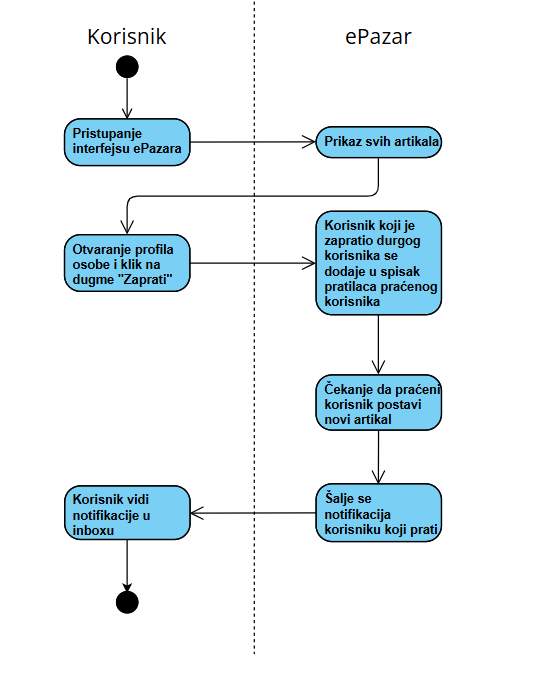 Korisnik
ePazar
Pristupanje
interfejsu ePazara
Prikaz svih artikala
Otvaranje profila
osobe i klik na
dugme "Zaprati"
Korisnik koji je
zapratio durgog
korisnika se
dodaje u spisak
pratilaca praćenog
korisnika
Čekanje da praćeni
korisnik postavi
novi artikal
Šalje se
notifikacija
korisniku koji prati
Korisnik vidi
notifikacije u
inboxu